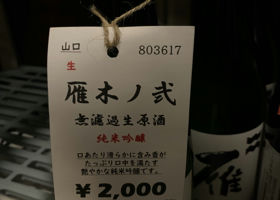 山口 803617
生
雁木ノ弐
無濾過生原酒
純米吟醸
口あたり滑らかに含み香が
たっぷり口中を満たす
艶やかな純米吟醸です。
¥2,000
雁